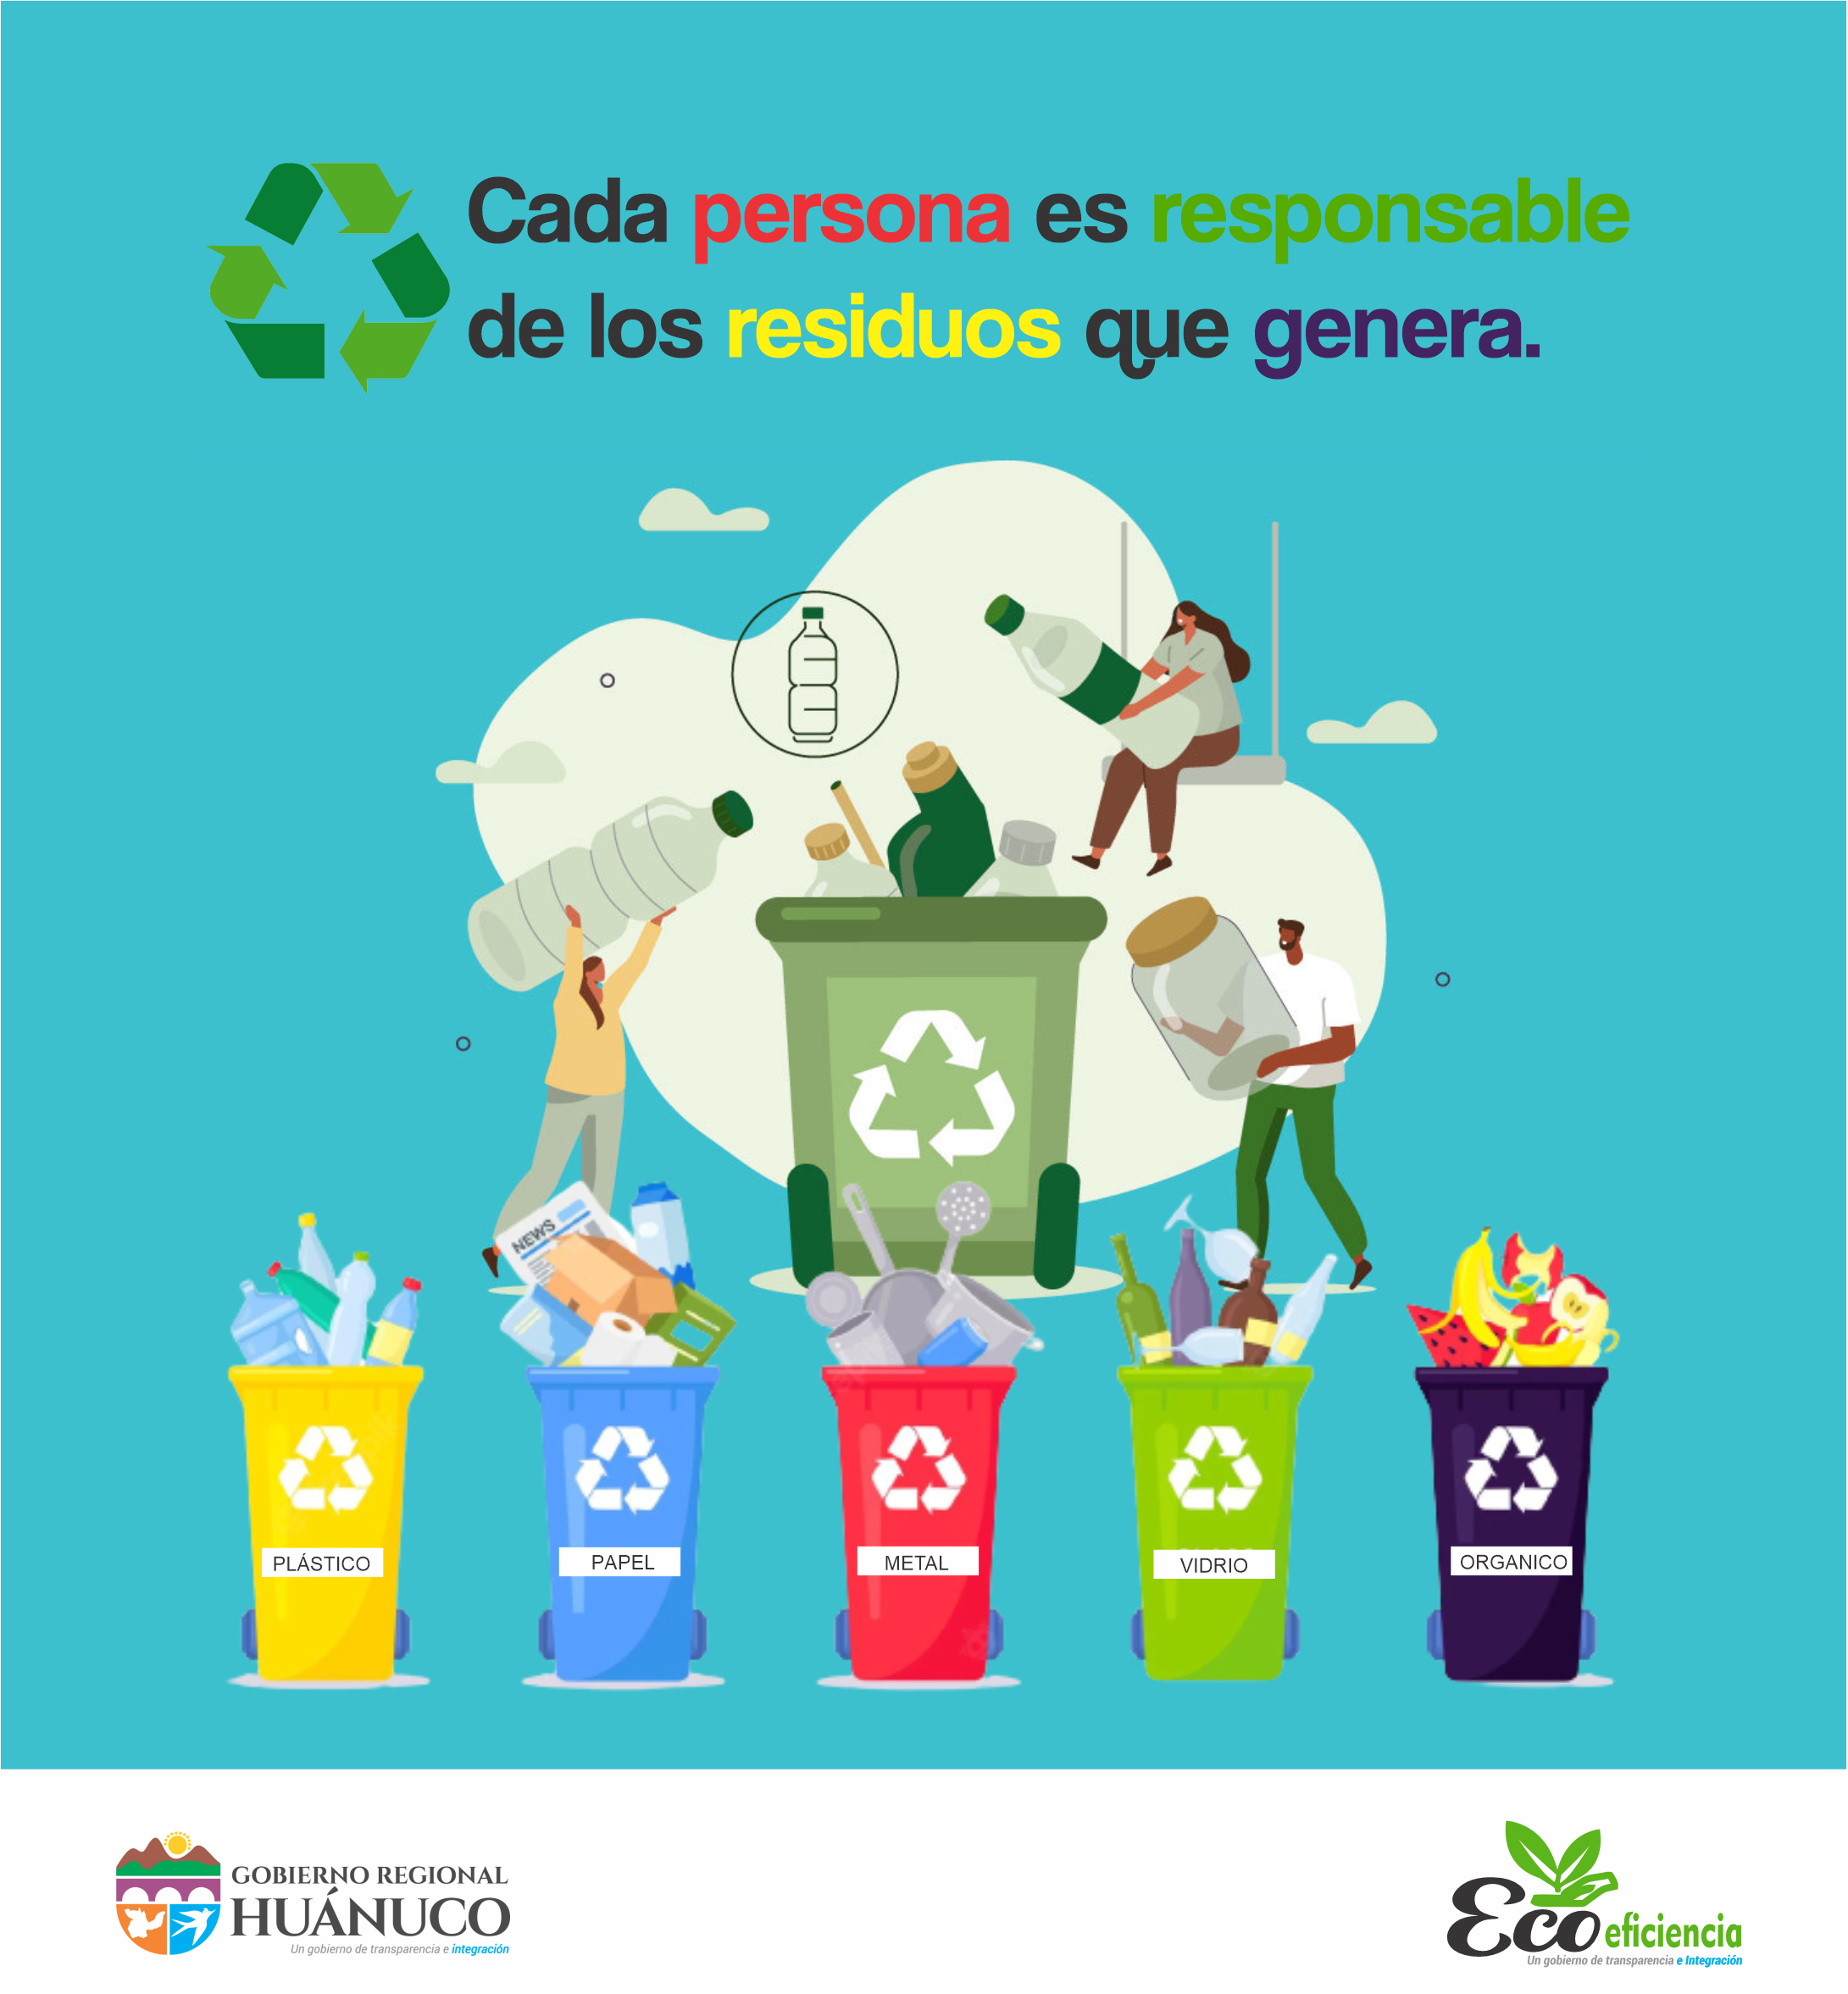 Cada persona es responsable
de los residuos que genera.
NEWS
PLÁSTICO
PAPEL
METAL
VIDRIO
ORGANICO
GOBIERNO REGIONAL
HUÁNUCO
Un gobierno de transparencia e integración
Eco eficiencia
Un gobierno de transparencia e Integración